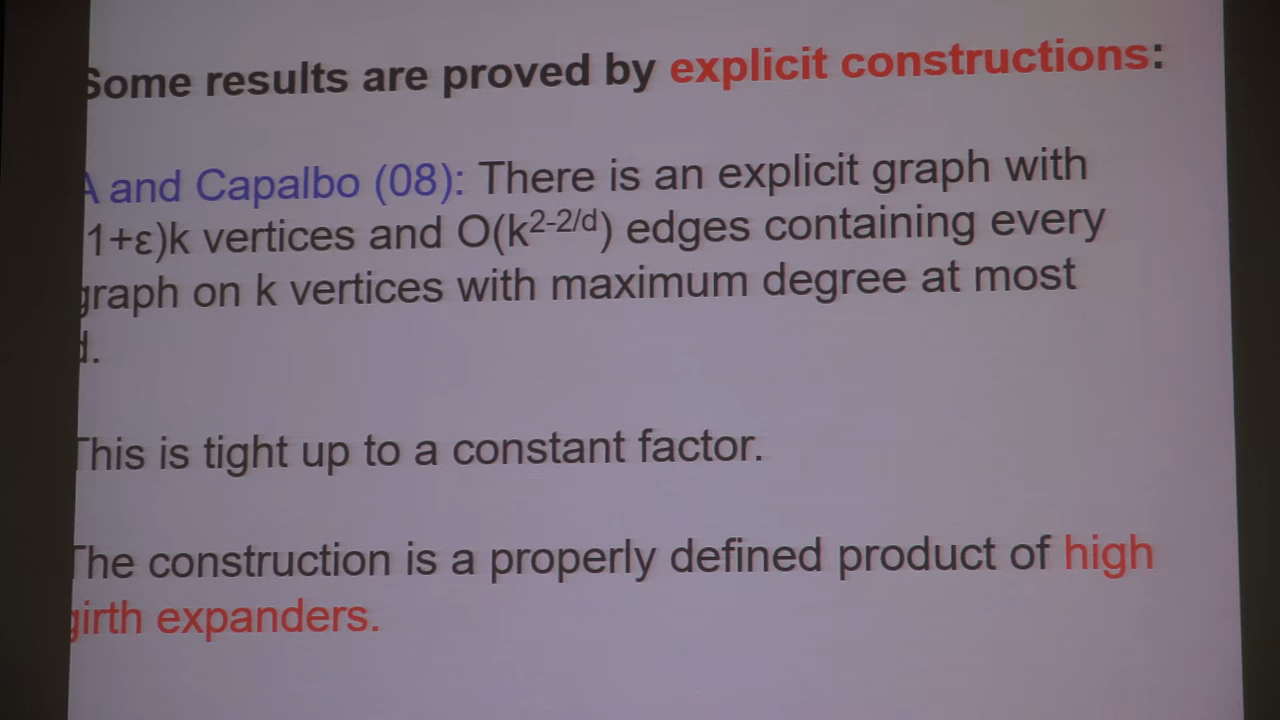 Some results are proved by explicit constructions:
A and Capalbo (08): There is an explicit graph with
1+ε)k vertices and O(k^{2-2/d}) edges containing every
graph on k vertices with maximum degree at most
d.
This is tight up to a constant factor.
The construction is a properly defined product of high
girth expanders.